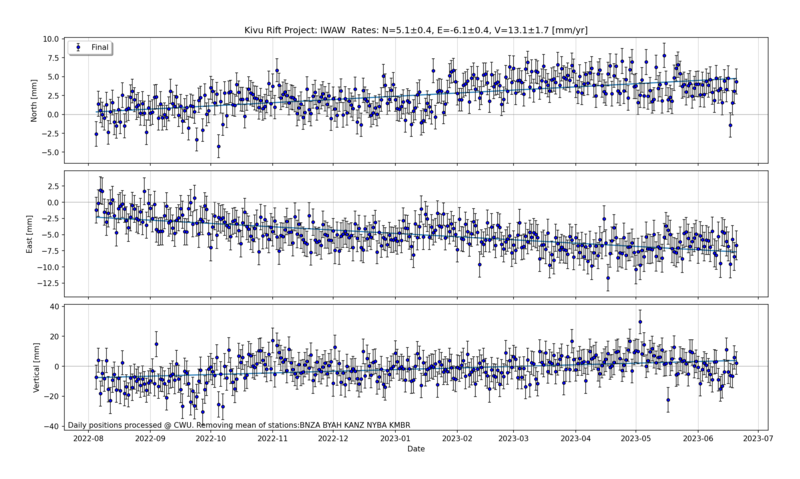 Kivu Rift Project: IWAW  Rates: N=5.1±0.4, E=-6.1±0.4, V=13.1±1.7 [mm/yr]
Final
North [mm]
10.0
7.5
5.0
2.5
0.0
−2.5
−5.0
East [mm]
2.5
0.0
−2.5
−5.0
−7.5
−10.0
−12.5
Vertical [mm]
40
20
0
−20
−40
Daily positions processed @ CWU. Removing mean of stations:BNZA BYAH KANZ NYBA KMBR
2022-08 2022-09 2022-10 2022-11 2022-12 2023-01 2023-02 2023-03 2023-04 2023-05 2023-06 2023-07
Date